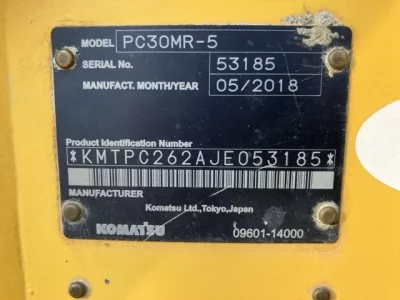 MODEL PC30MR-5
SERIAL No. 53185
MANUFACT. MONTH/YEAR 05/2018
Product Identification Number
*KMTPC262AJE053185*
MANUFACTURER
Komatsu Ltd.,Tokyo,Japan
KOMATSU 09601-14000